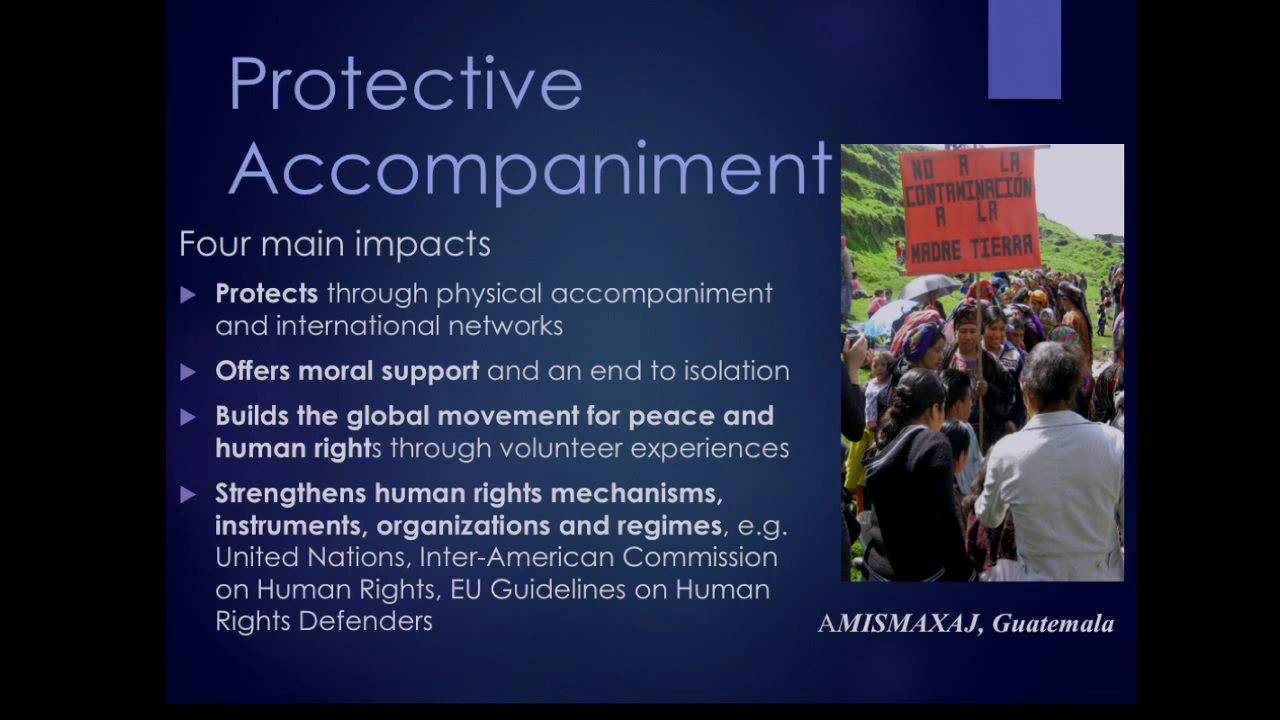 Protective
Accompaniment
Four main impacts
Protects through physical accompaniment
and international networks
Offers moral support and an end to isolation
Builds the global movement for peace and
human rights through volunteer experiences
Strengthens human rights mechanisms,
instruments, organizations and regimes, e.g.
United Nations, Inter-American Commission
on Human Rights, EU Guidelines on Human
Rights Defenders
NO A LA
CONTAMINACIÓN
A LA
MADRE TIERRA
AMISMAXAJ, Guatemala